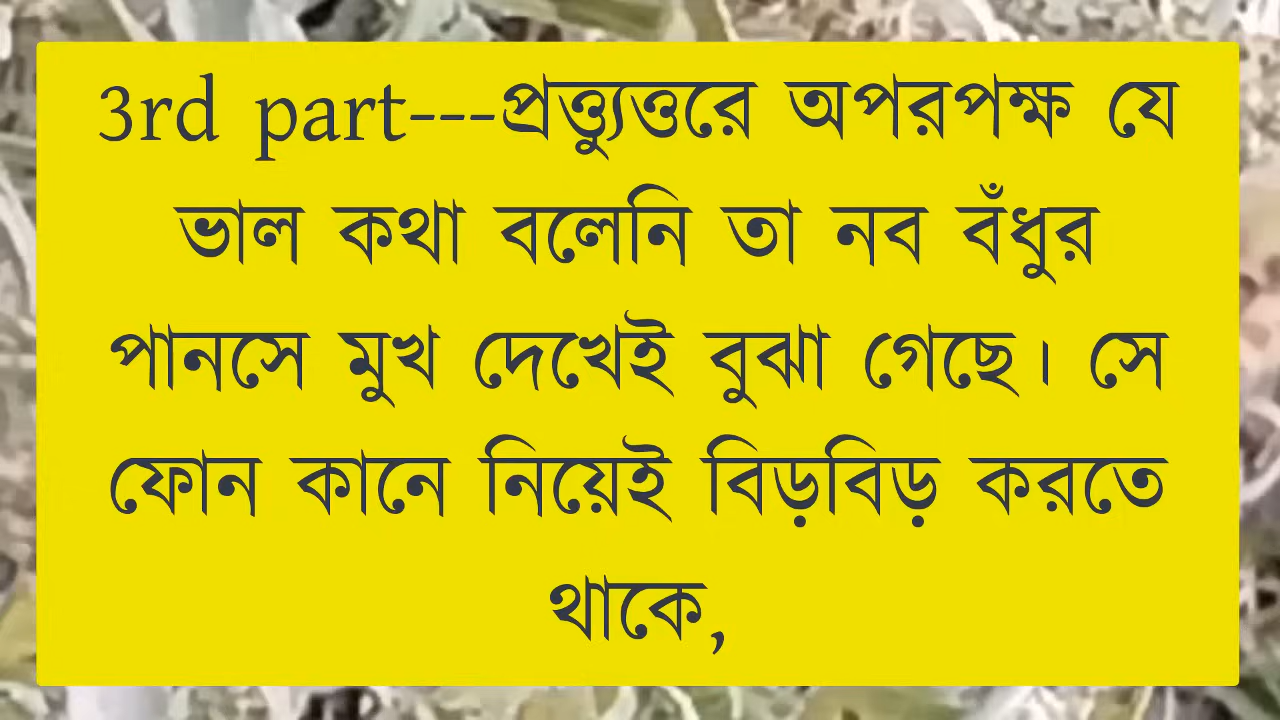 3rd part---প্রত্ত্যুত্তরে অপরপক্ষ যে
ভাল কথা বলেনি তা নব বঁধুর
পানসে মুখ দেখেই বুঝা গেছে। সে
ফোন কানে নিয়েই বিড়বিড় করতে
থাকে,